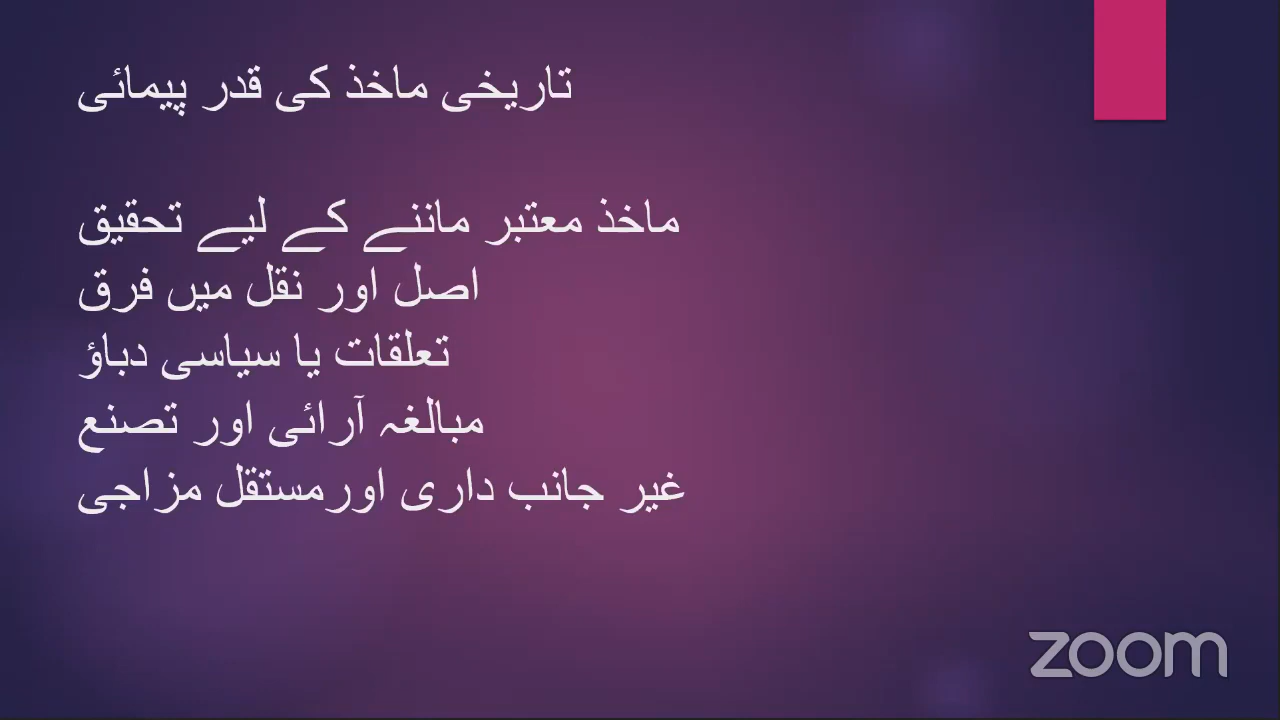 تاریخی ماخذ کی قدر پیمائی
ماخذ معتبر ماننے کے لیے تحقیق
اصل اور نقل میں فرق
تعلقات یا سیاسی دباؤ
مبالغہ آرائی اور تصنع
غیر جانب داری اورمستقل مزاجی
zoom